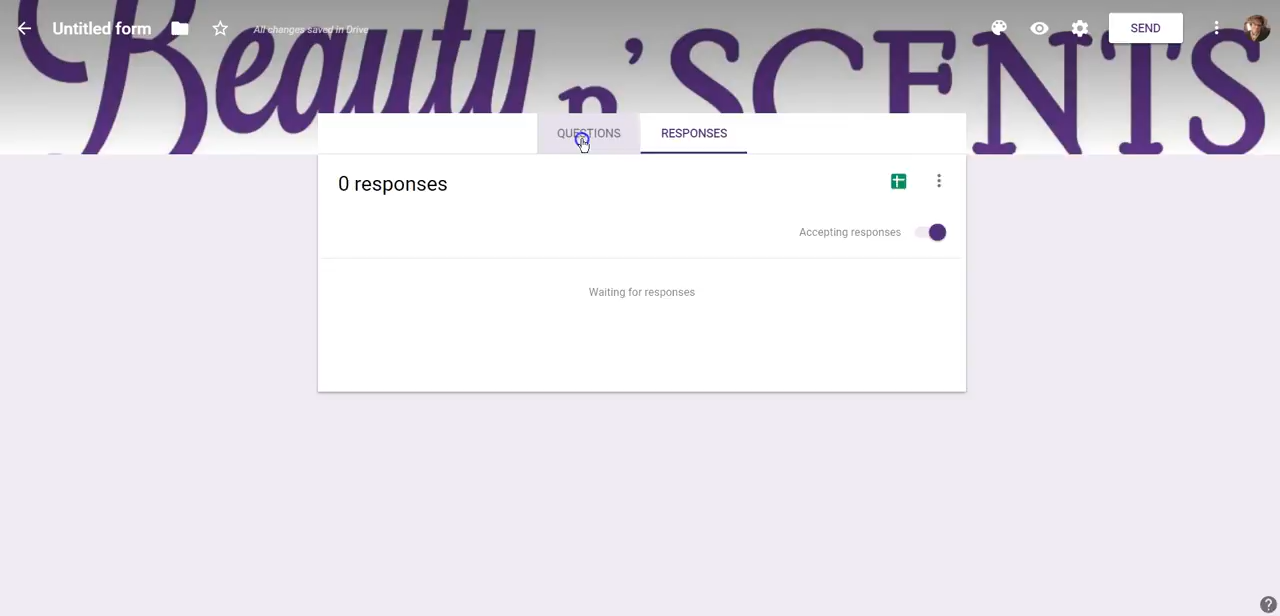 Untitled form
All changes saved in Drive
SEND
Beauty n'SCENTS
QUESTIONS
RESPONSES
0 responses
Accepting responses
Waiting for responses
?